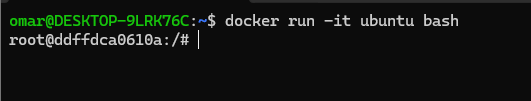 omar@DESKTOP-9LRK76C:~$ docker run -it ubuntu bash
root@ddffdca0610a:/#